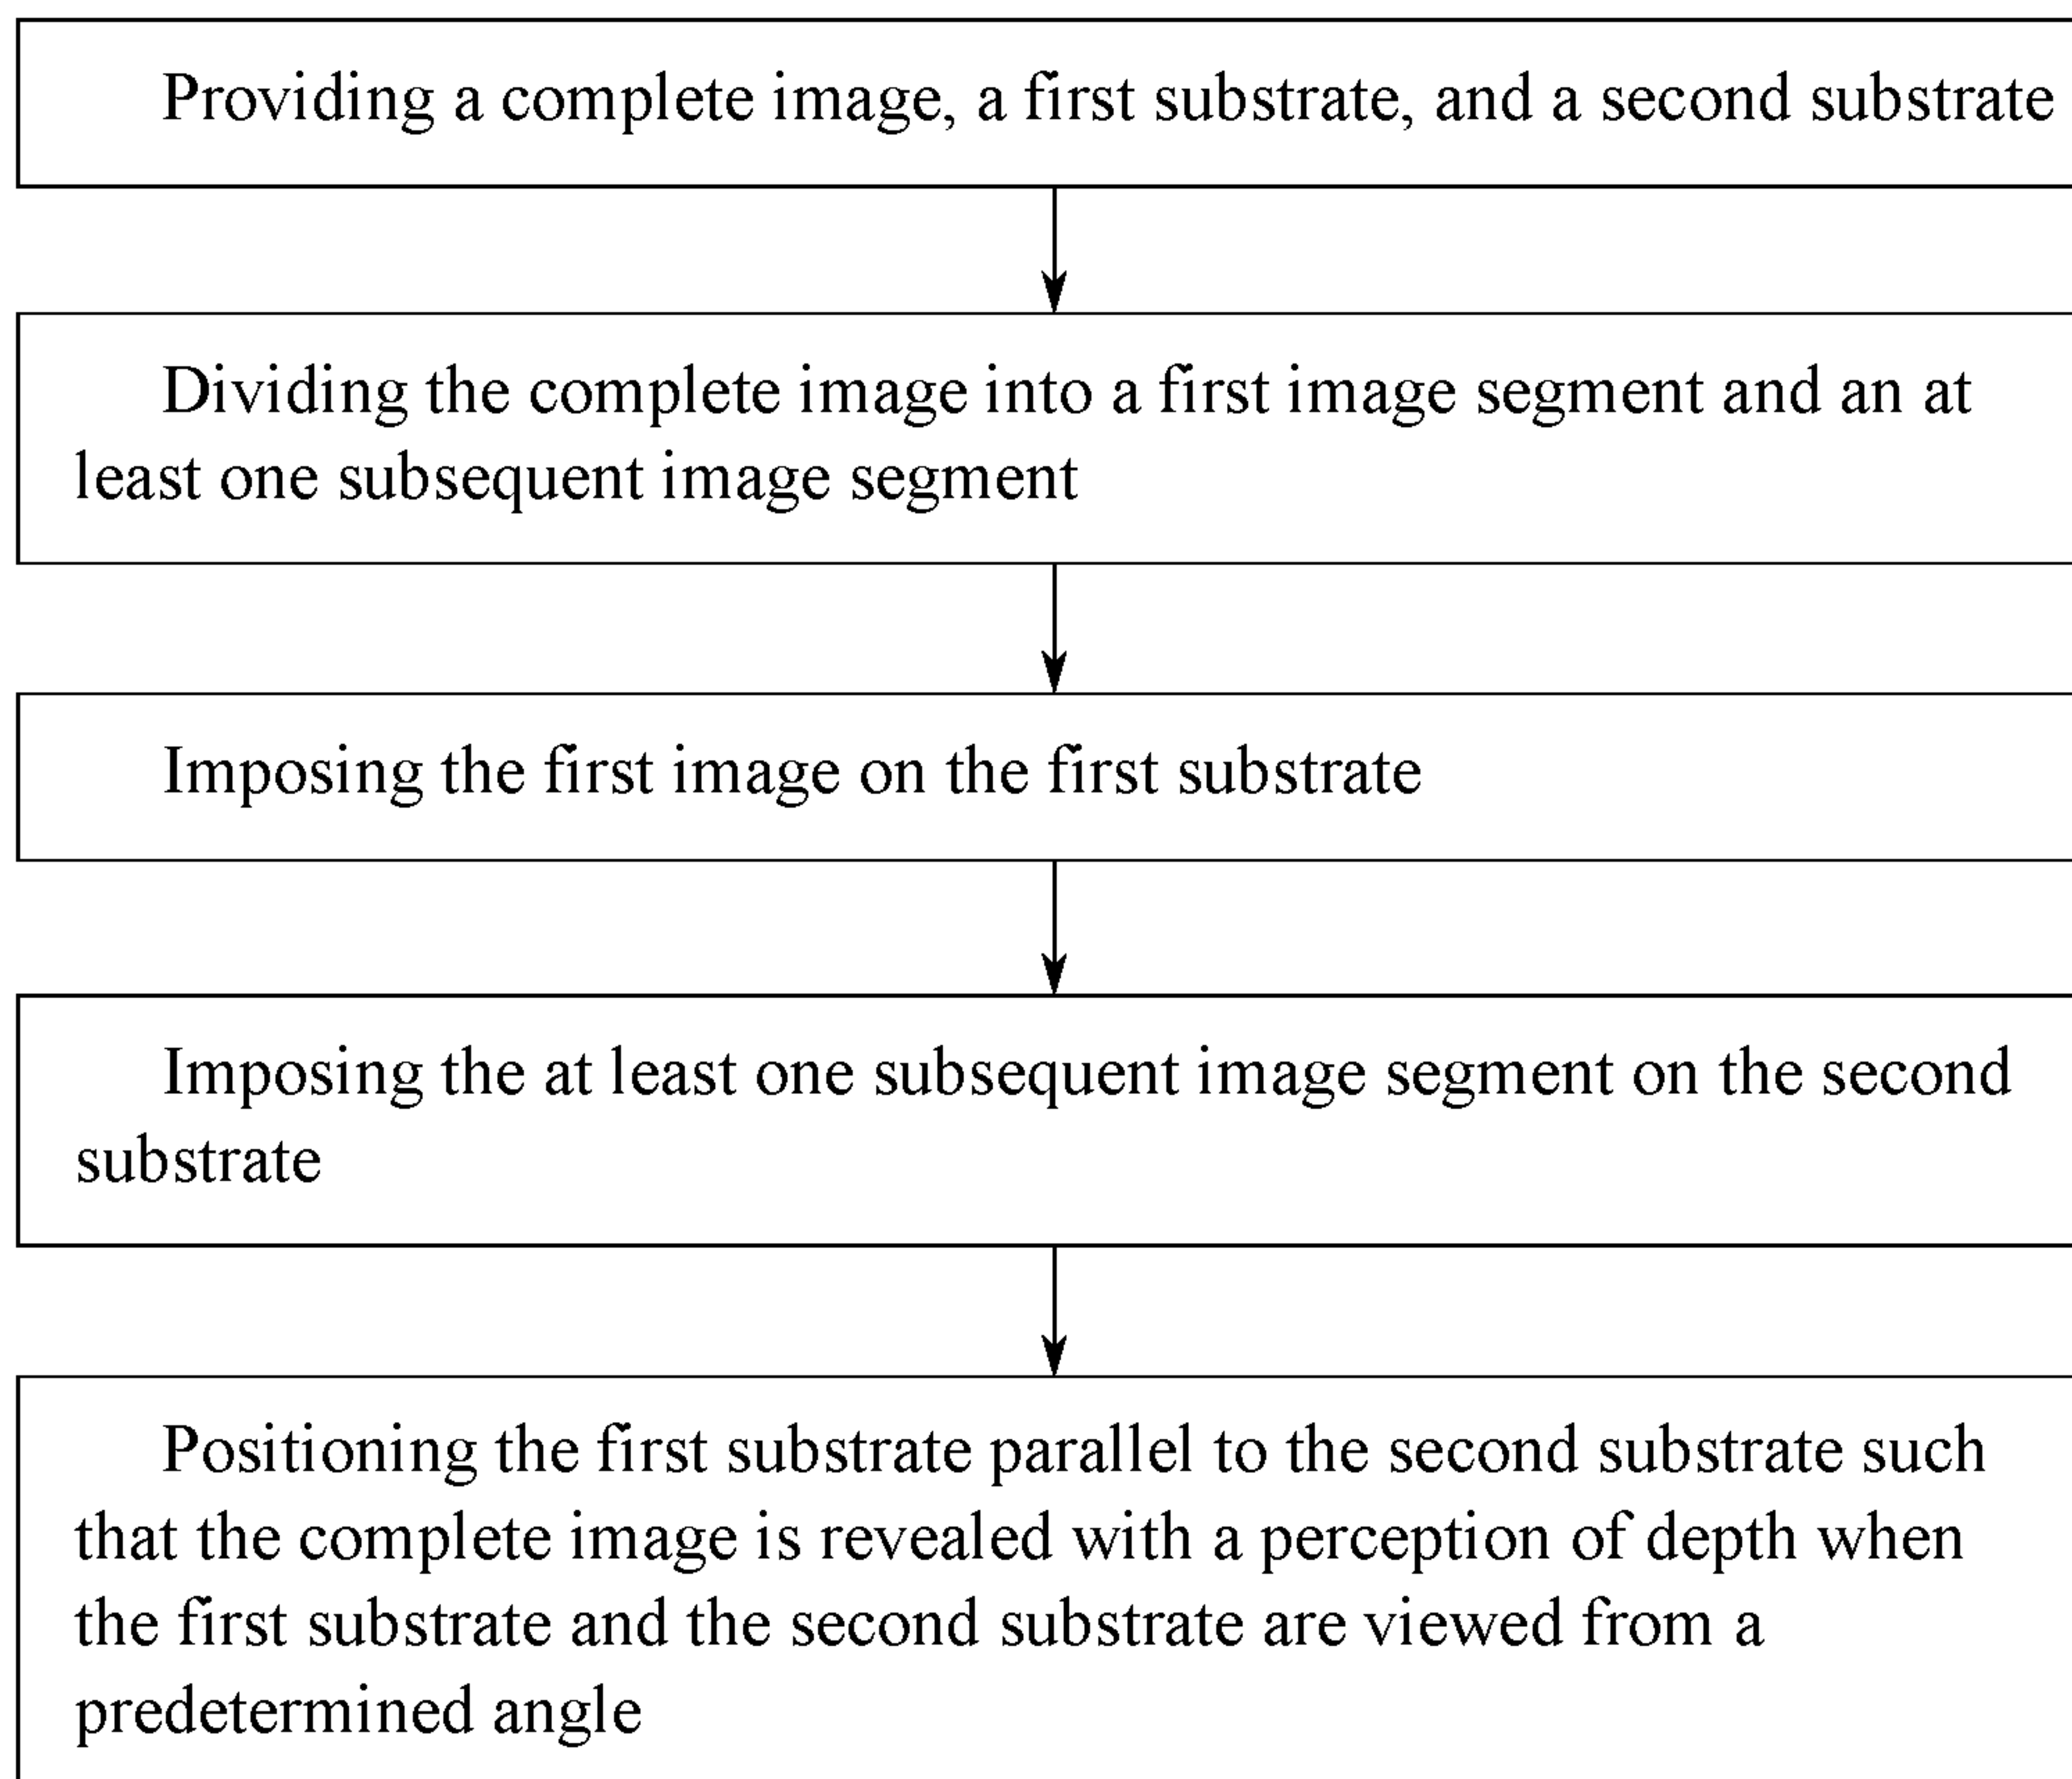 Providing a complete image, a first substrate, and a second substrate
Dividing the complete image into a first image segment and an at
least one subsequent image segment
Imposing the first image on the first substrate
Imposing the at least one subsequent image segment on the second
substrate
Positioning the first substrate parallel to the second substrate such
that the complete image is revealed with a perception of depth when
the first substrate and the second substrate are viewed from a
predetermined angle